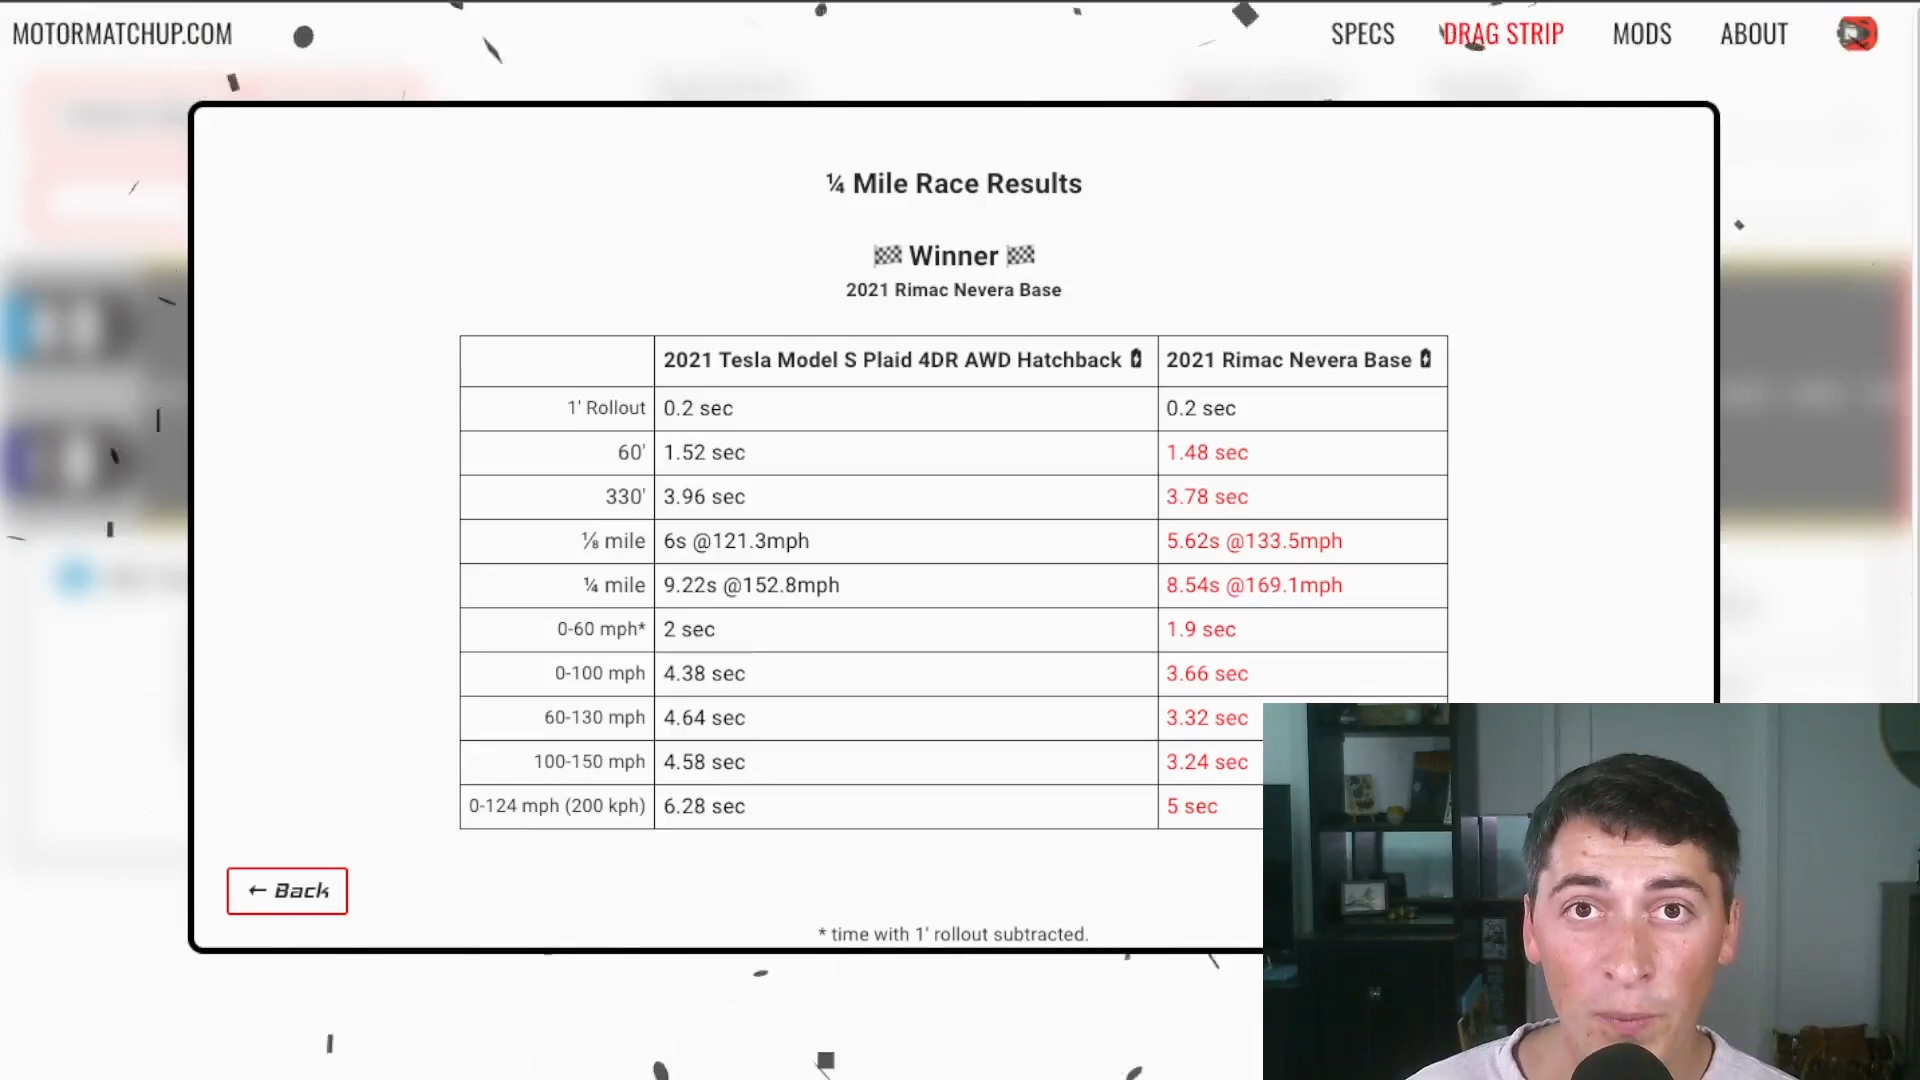 MOTORMATCHUP.COM
SPECS
DRAG STRIP
MODS
ABOUT
¼ Mile Race Results
Winner
2021 Rimac Nevera Base
2021 Tesla Model S Plaid 4DR AWD Hatchback
2021 Rimac Nevera Base
1' Rollout 0.2 sec 0.2 sec
60' 1.52 sec 1.48 sec
330' 3.96 sec 3.78 sec
⅛ mile 6s @121.3mph 5.62s @133.5mph
¼ mile 9.22s @152.8mph 8.54s @169.1mph
0-60 mph* 2 sec 1.9 sec
0-100 mph 4.38 sec 3.66 sec
60-130 mph 4.64 sec 3.32 sec
100-150 mph 4.58 sec 3.24 sec
0-124 mph (200 kph) 6.28 sec 5 sec
← Back
* time with 1' rollout subtracted.